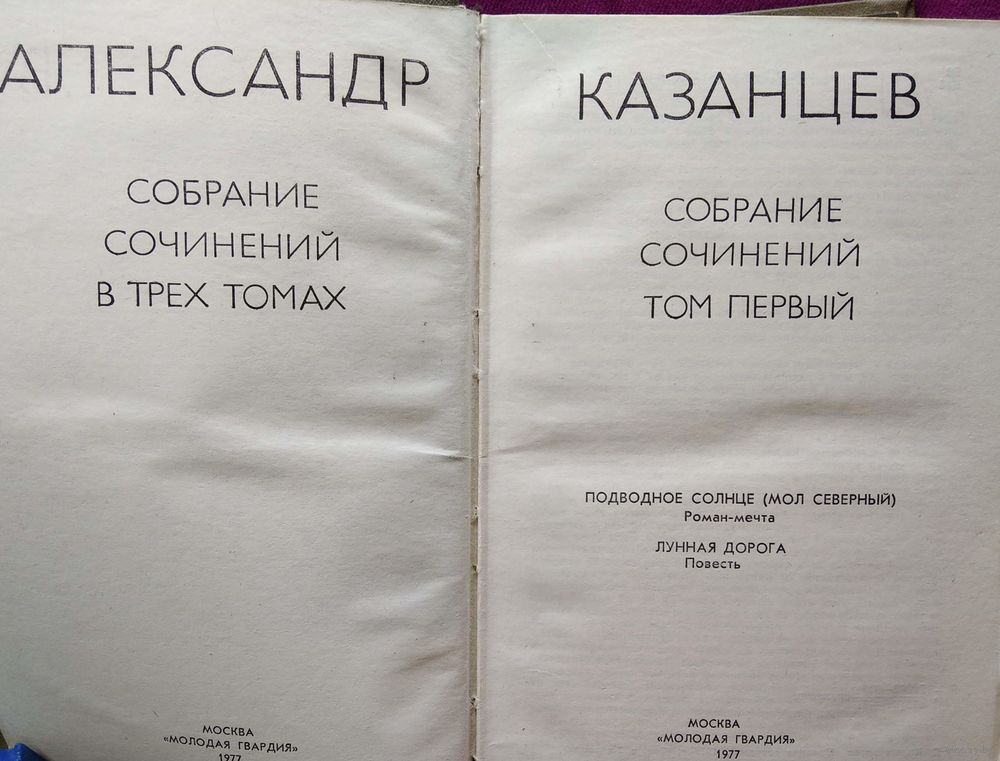 АЛЕКСАНДР
СОБРАНИЕ
СОЧИНЕНИЙ
В ТРЕХ ТОМАХ
МОСКВА
«МОЛОДАЯ ГВАРДИЯ»
1977
КАЗАНЦЕВ
СОБРАНИЕ
СОЧИНЕНИЙ
ТОМ ПЕРВЫЙ
ПОДВОДНОЕ СОЛНЦЕ (МОЛ СЕВЕРНЫЙ)
Роман-мечта
ЛУННАЯ ДОРОГА
Повесть
МОСКВА
«МОЛОДАЯ ГВАРДИЯ»
1977